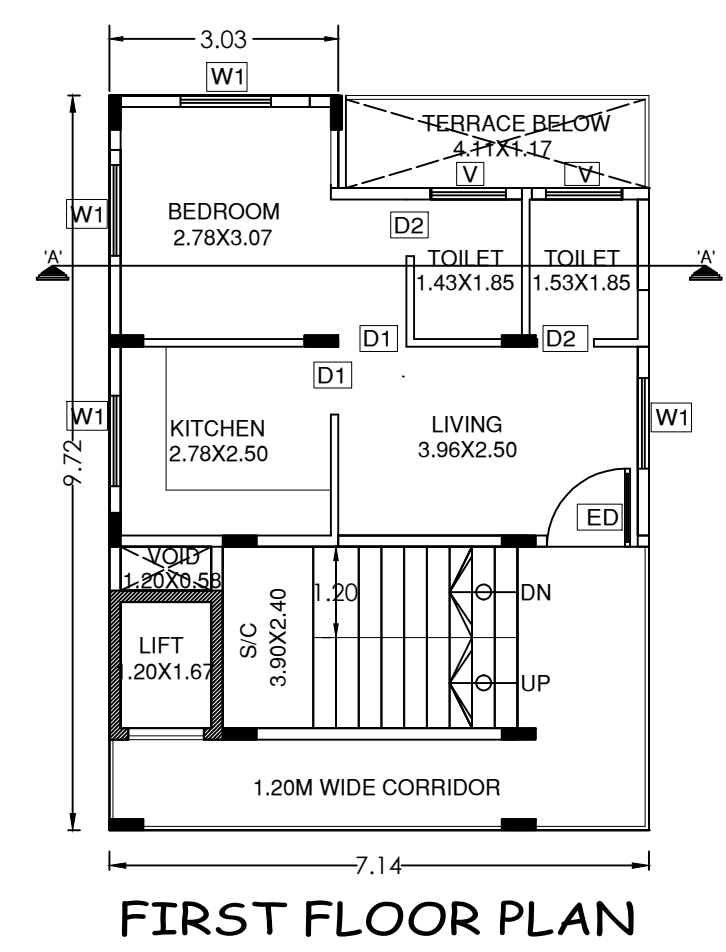 3.03
W1
TERRACE BELOW
4.11X1.17
V
V
W1
BEDROOM
2.78X3.07
D2
'A'
'A'
TOILET
1.43X1.85
TOILET
1.53X1.85
D1
D2
D1
W1
KITCHEN
2.78X2.50
LIVING
3.96X2.50
W1
9.72
ED
VOID
1.20X0.58
1.20
DN
S/C
3.90X2.40
LIFT
1.20X1.67
UP
1.20M WIDE CORRIDOR
7.14
FIRST FLOOR PLAN